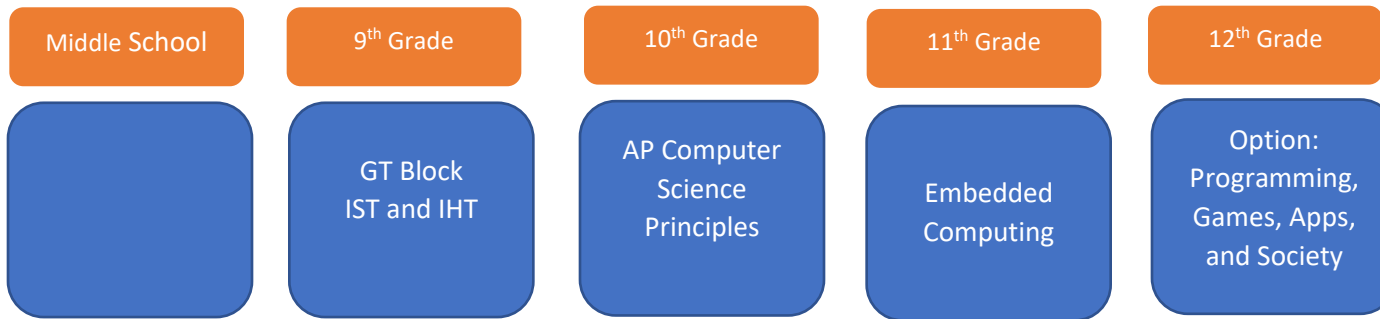 Middle School
9th Grade
10th Grade
11th Grade
12th Grade
GT Block
IST and IHT
AP Computer
Science
Principles
Embedded
Computing
Option:
Programming,
Games, Apps,
and Society